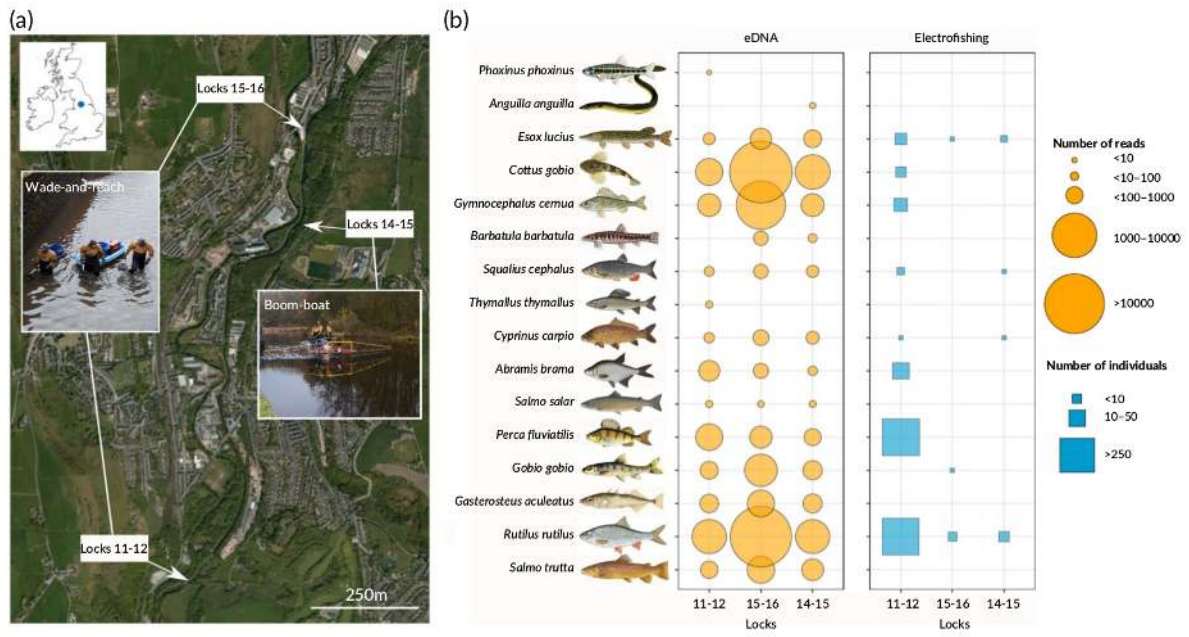 (a)
Locks 15-16
Wade-and-reach
Locks 14-15
Boom-boat
Locks 11-12
250m
(b)
eDNA
Electrofishing
Phoxinus phoxinus
Anguilla anguilla
Esox lucius
Cottus gobio
Gymnocephalus cernua
Barbatula barbatula
Squalius cephalus
Thymallus thymallus
Cyprinus carpio
Abramis brama
Salmo salar
Perca fluviatilis
Gobio gobio
Gasterosteus aculeatus
Rutilus rutilus
Salmo trutta
11-12 15-16 14-15
Locks
11-12 15-16 14-15
Locks
Number of reads
<10
<10-100
<100-1000
1000-10000
>10000
Number of individuals
<10
10-50
>250